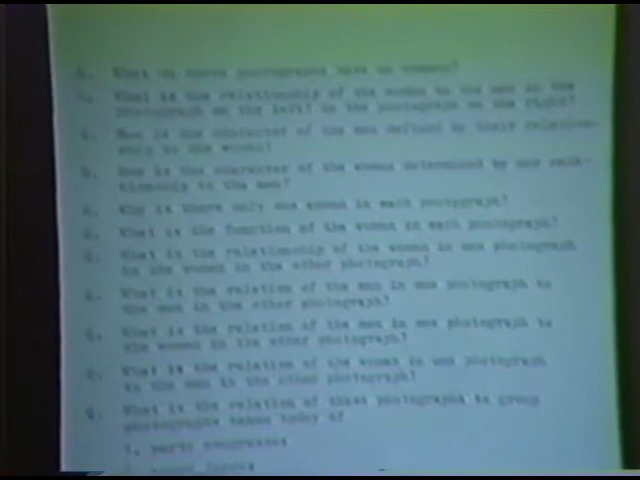 Q. What do these photographs have in common?
Q. What is the relationship of the woman to the men in the
photograph on the left? in the photograph on the right?
Q. How is the character of the men defined by their relation-
ship to the woman?
Q. How is the character of the woman determined by her rela-
tionship to the men?
Q. Why is there only one woman in each photograph?
Q. What is the function of the woman in each photograph?
Q. What is the relationship of the woman in one photograph
to the woman in the other photograph?
Q. What is the relation of the men in one photograph to
the men in the other photograph?
Q. What is the relation of the men in one photograph to
the woman in the other photograph?
Q. What is the relation of the woman in one photograph
to the men in the other photograph?
Q. What is the relation of these photographs to group
photographs taken today of
1. party congresses